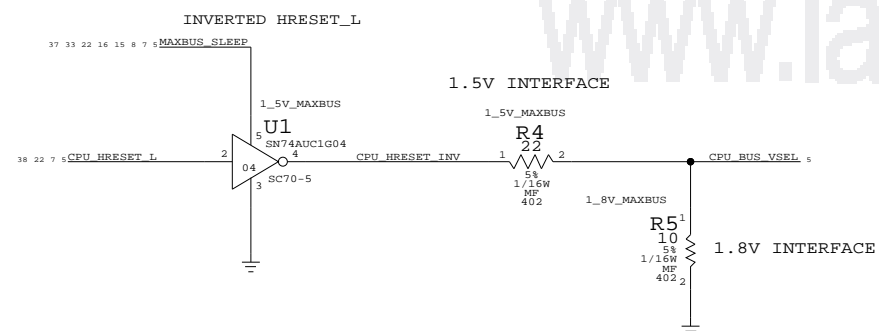 INVERTED HRESET_L
37 33 22 16 15 8 7 5 MAXBUS_SLEEP
www.la
1.5V INTERFACE
1_5V_MAXBUS
1_5V_MAXBUS
5 U1
R4
SN74AUC1G04
22
38 22 7 5 CPU_HRESET_L
2
4
CPU_HRESET_INV
1
2
CPU_BUS_VSEL 5
04
SC70-5
3
5%
1/16W
MF
402
1_8V_MAXBUS
R5 1
10
5%
1/16W
MF
402 2
1.8V INTERFACE